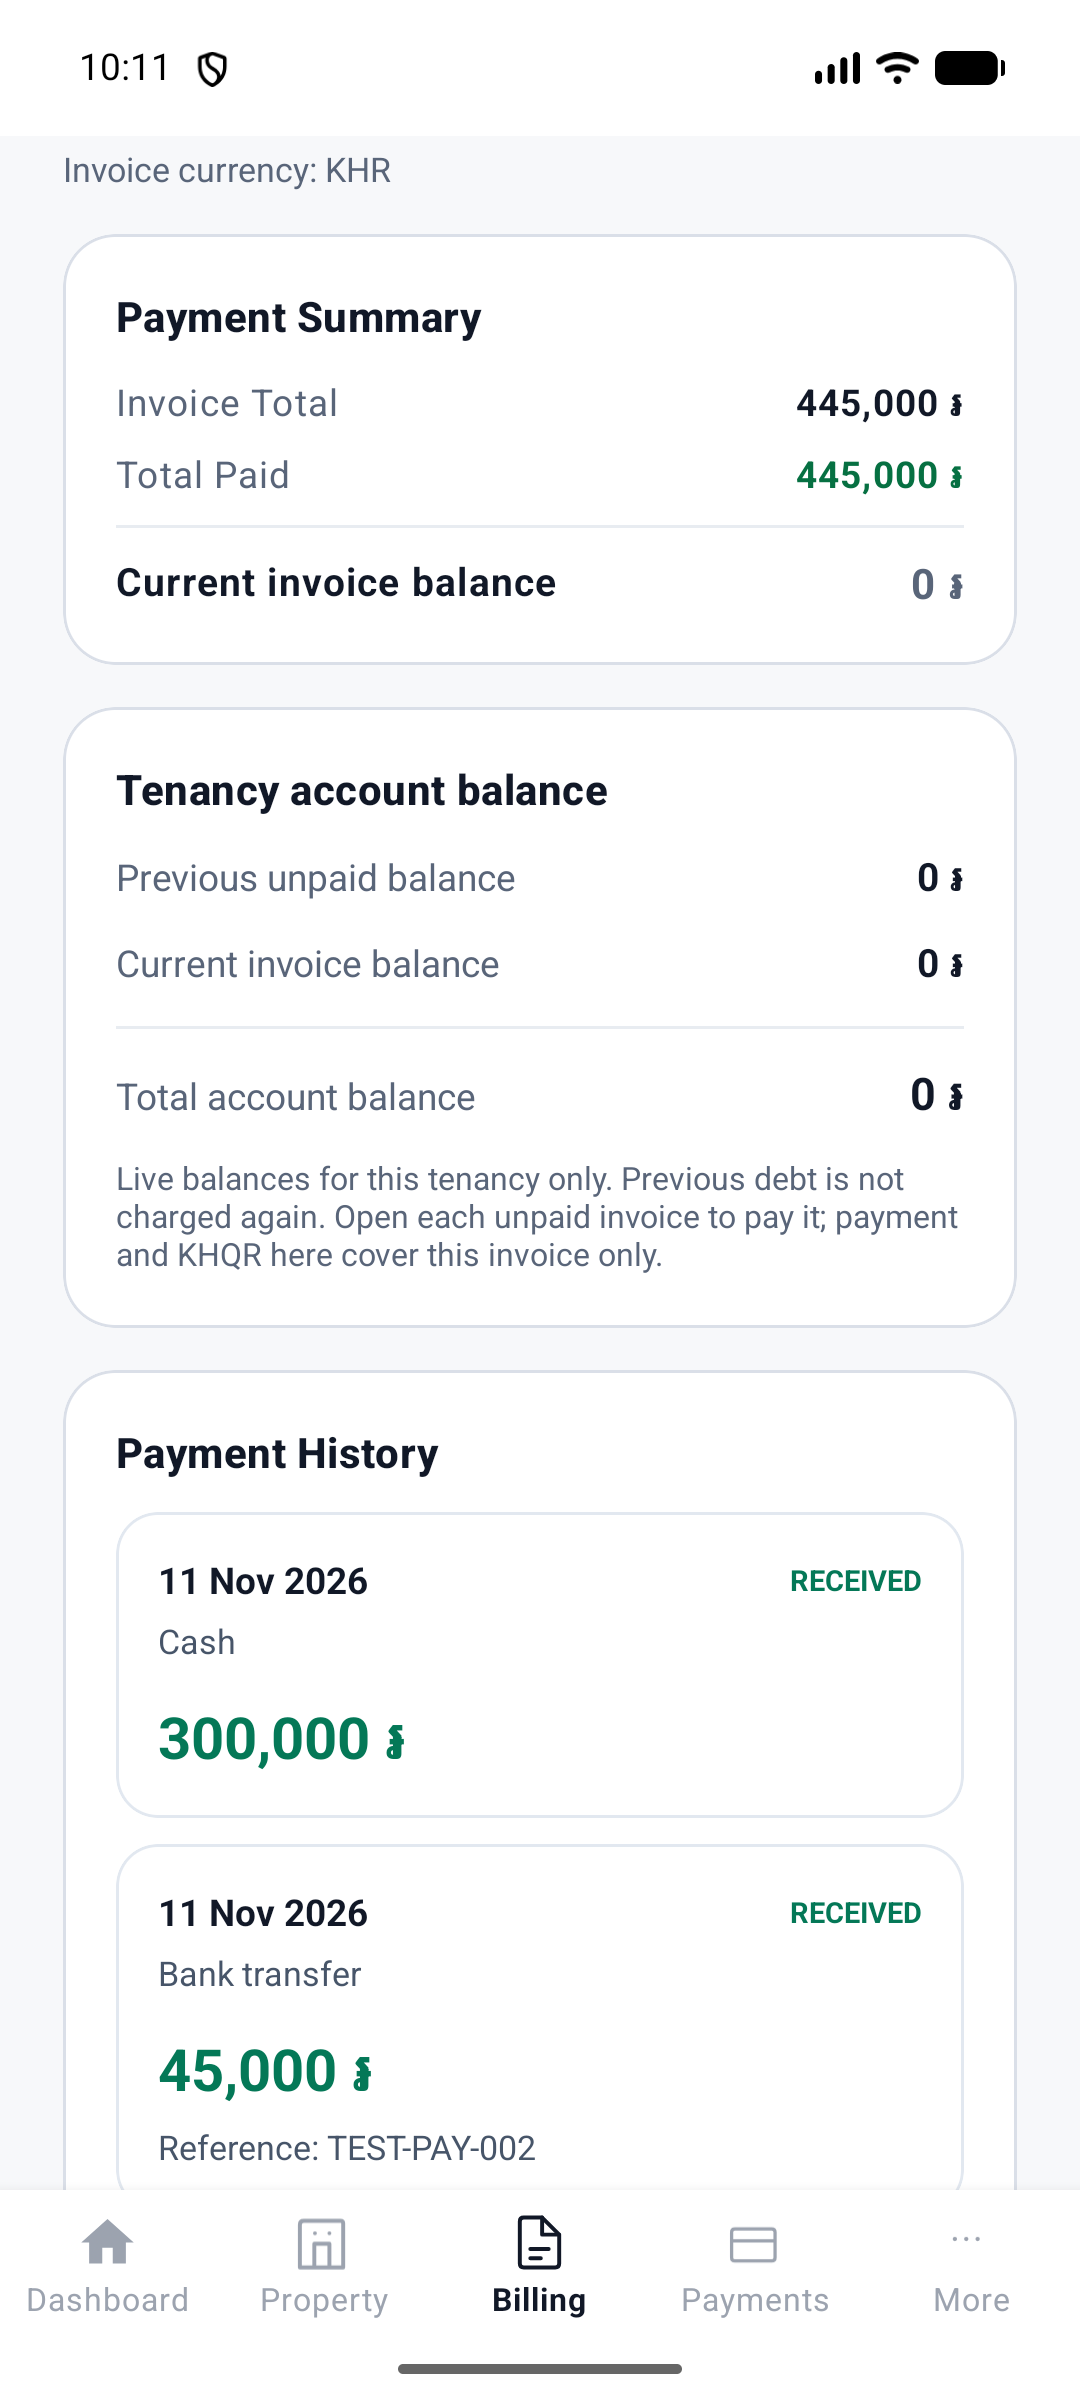 10:11
Invoice currency: KHR
Payment Summary
Invoice Total 445,000 ៛
Total Paid 445,000 ៛
Current invoice balance 0 ៛
Tenancy account balance
Previous unpaid balance 0 ៛
Current invoice balance 0 ៛
Total account balance 0 ៛
Live balances for this tenancy only. Previous debt is not
charged again. Open each unpaid invoice to pay it; payment
and KHQR here cover this invoice only.
Payment History
11 Nov 2026 RECEIVED
Cash
300,000 ៛
11 Nov 2026 RECEIVED
Bank transfer
45,000 ៛
Reference: TEST-PAY-002
Dashboard Property Billing Payments More